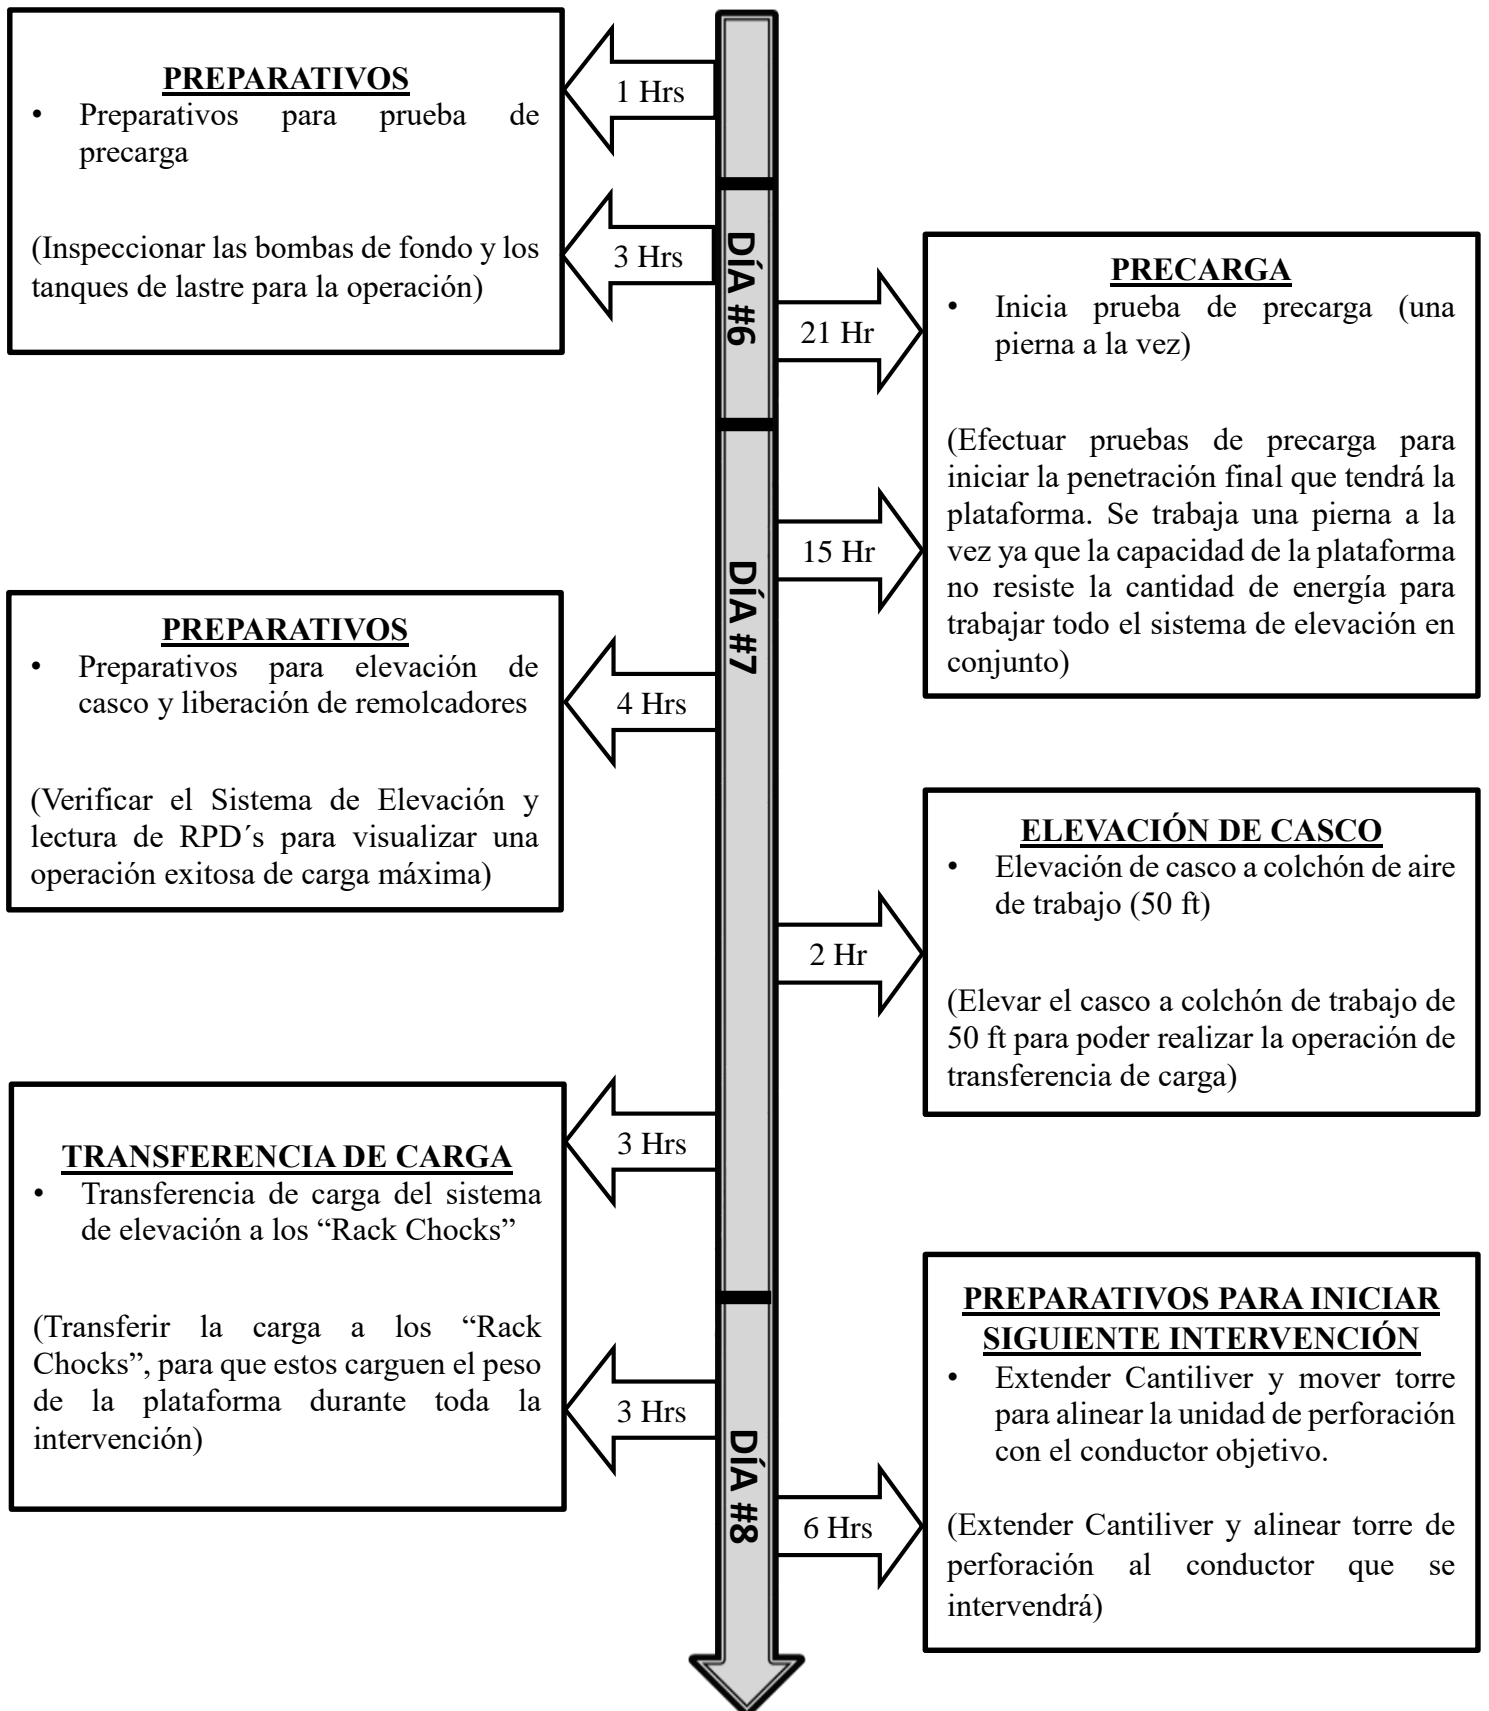 PREPARATIVOS
• Preparativos para prueba de
precarga
(Inspeccionar las bombas de fondo y los
tanques de lastre para la operación)
1 Hrs
3 Hrs
DÍA #6
21 Hr
PRECARGA
• Inicia prueba de precarga (una
pierna a la vez)
(Efectuar pruebas de precarga para
iniciar la penetración final que tendrá la
plataforma. Se trabaja una pierna a la
vez ya que la capacidad de la plataforma
no resiste la cantidad de energía para
trabajar todo el sistema de elevación en
conjunto)
15 Hr
DÍA #7
PREPARATIVOS
• Preparativos para elevación de
casco y liberación de remolcadores
(Verificar el Sistema de Elevación y
lectura de RPD´s para visualizar una
operación exitosa de carga máxima)
4 Hrs
ELEVACIÓN DE CASCO
• Elevación de casco a colchón de aire
de trabajo (50 ft)
(Elevar el casco a colchón de trabajo de
50 ft para poder realizar la operación de
transferencia de carga)
2 Hr
TRANSFERENCIA DE CARGA
• Transferencia de carga del sistema
de elevación a los “Rack Chocks”
(Transferir la carga a los “Rack
Chocks”, para que estos carguen el peso
de la plataforma durante toda la
intervención)
3 Hrs
3 Hrs
DÍA #8
6 Hrs
PREPARATIVOS PARA INICIAR
SIGUIENTE INTERVENCIÓN
• Extender Cantiliver y mover torre
para alinear la unidad de perforación
con el conductor objetivo.
(Extender Cantiliver y alinear torre de
perforación al conductor que se
intervendrá)